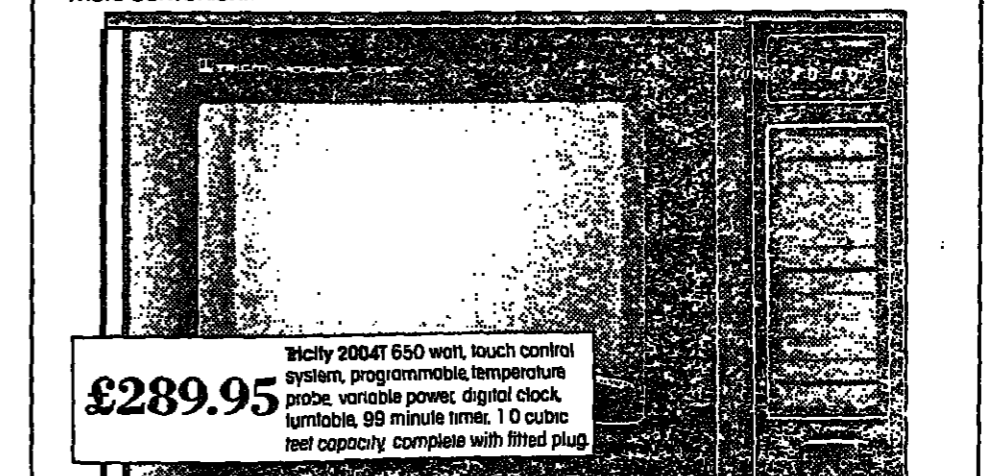 £289.95
Tricity 2004T 650 watt, touch control
system, programmable, temperature
probe, variable power, digital clock,
turntable, 99 minute timer, 1 0 cubic
feet capacity, complete with fitted plug.